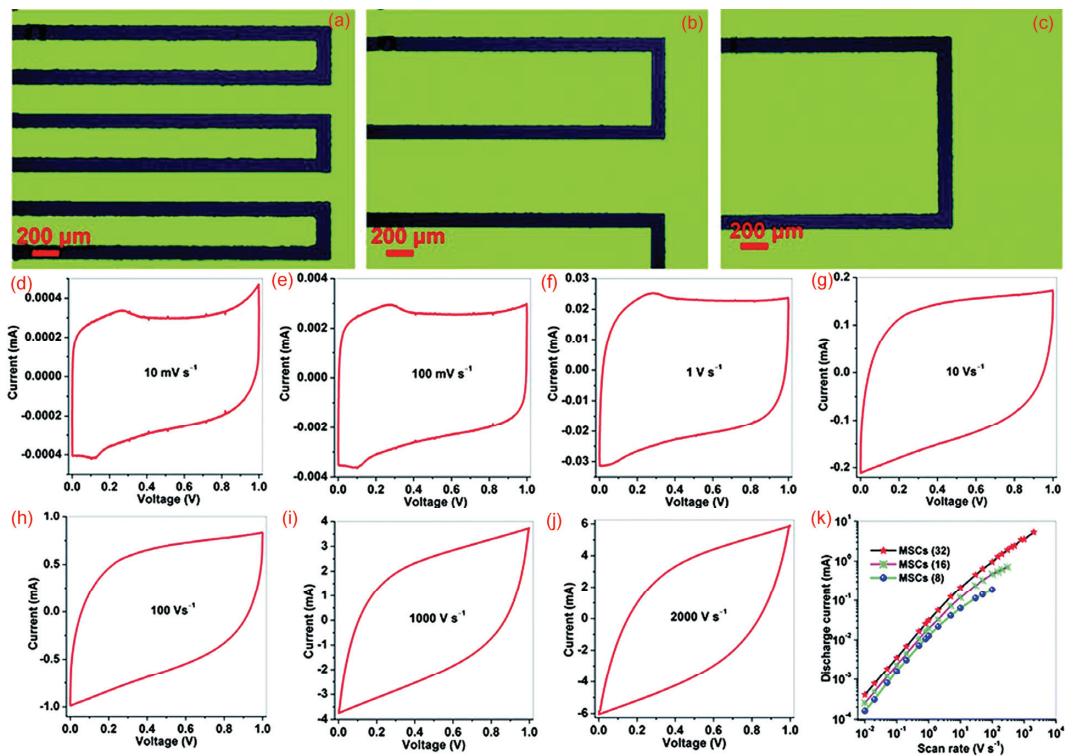 (a)
200 µm
(b)
200 µm
(c)
200 µm
(d)
0.0004
0.0002
0.0000
-0.0002
-0.0004
Current (mA)
10 mV s⁻¹
0.0 0.2 0.4 0.6 0.8 1.0
Voltage (V)
(e)
0.004
0.002
0.000
-0.002
-0.004
Current (mA)
100 mV s⁻¹
0.0 0.2 0.4 0.6 0.8 1.0
Voltage (V)
(f)
0.03
0.02
0.01
0.00
-0.01
-0.02
-0.03
Current (mA)
1 V s⁻¹
0.0 0.2 0.4 0.6 0.8 1.0
Voltage (V)
(g)
0.2
0.1
0.0
-0.1
-0.2
Current (mA)
10 Vs⁻¹
0.0 0.2 0.4 0.6 0.8 1.0
Voltage (V)
(h)
1.0
0.5
0.0
-0.5
-1.0
Current (mA)
100 Vs⁻¹
0.0 0.2 0.4 0.6 0.8 1.0
Voltage (V)
(i)
4
3
2
1
0
-1
-2
-3
-4
Current (mA)
1000 V s⁻¹
0.0 0.2 0.4 0.6 0.8 1.0
Voltage (V)
(j)
6
4
2
0
-2
-4
-6
Current (mA)
2000 V s⁻¹
0.0 0.2 0.4 0.6 0.8 1.0
Voltage (V)
(k)
10¹
10⁰
10⁻¹
10⁻²
10⁻³
10⁻⁴
Discharge current (mA)
MSCs (32)
MSCs (16)
MSCs (8)
10⁻² 10⁻¹ 10⁰ 10¹ 10² 10³ 10⁴
Scan rate (V s⁻¹)